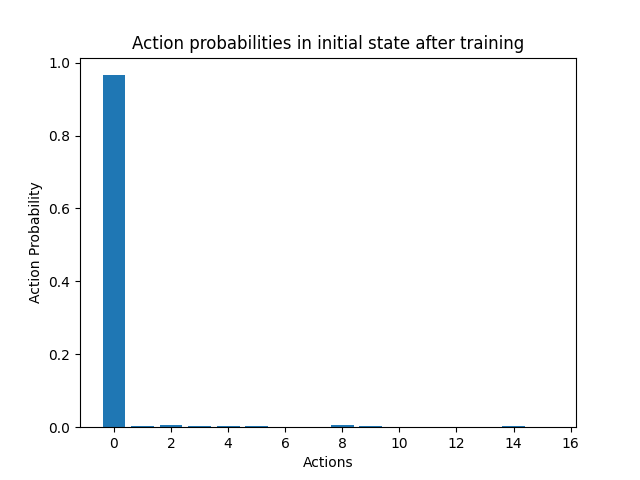 Action probabilities in initial state after training
1.0
0.8
0.6
0.4
0.2
0.0
Action Probability
0 2 4 6 8 10 12 14 16
Actions